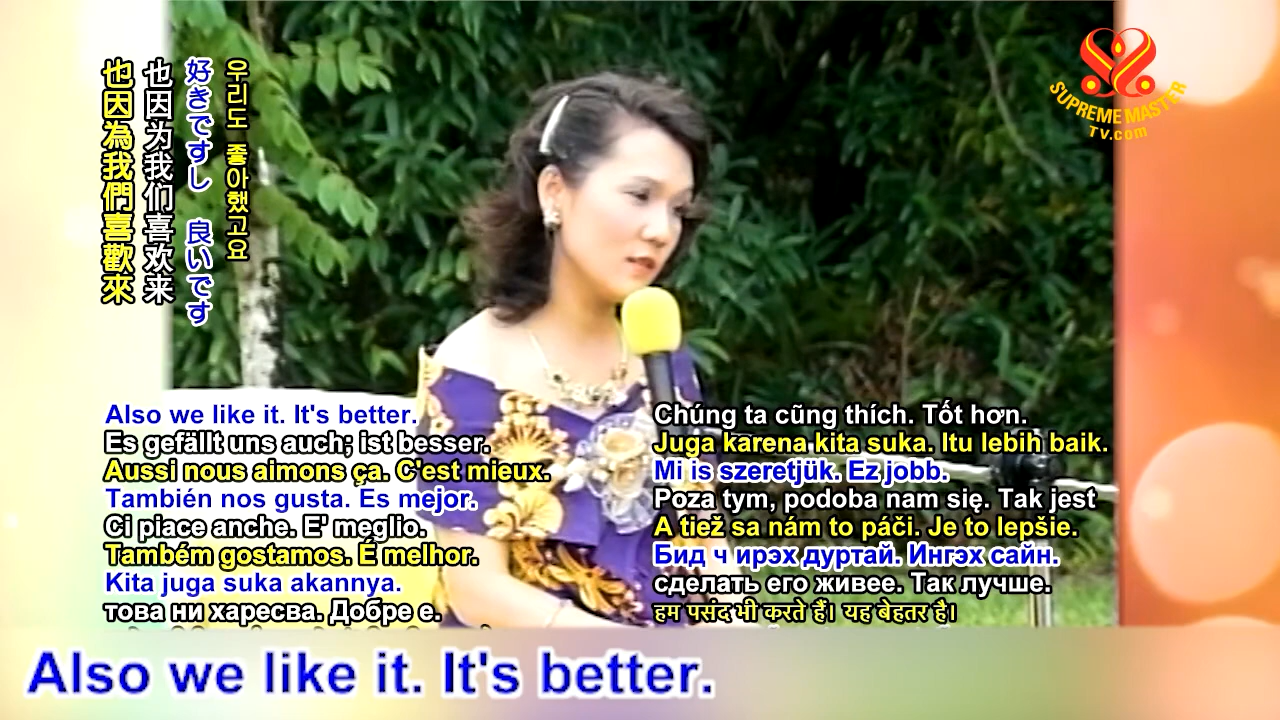 우리도 좋아했고요
好きですし 良いです
也因为我们喜欢来
也因為我們喜歡來
SUPREME MASTER
TV.com
Also we like it. It's better.
Es gefällt uns auch; ist besser.
Aussi nous aimons ça. C'est mieux.
También nos gusta. Es mejor.
Ci piace anche. E' meglio.
Também gostamos. É melhor.
Kita juga suka akannya.
това ни харесва. Добре е.
Chúng ta cũng thích. Tốt hơn.
Juga karena kita suka. Itu lebih baik.
Mi is szeretjük. Ez jobb.
Poza tym, podoba nam się. Tak jest
A tiež sa nám to páči. Je to lepšie.
Бид ч ирэх дуртай. Ингэх сайн.
сделать его живее. Так лучше.
हम पसंद भी करते हैं। यह बेहतर है।
Also we like it. It's better.